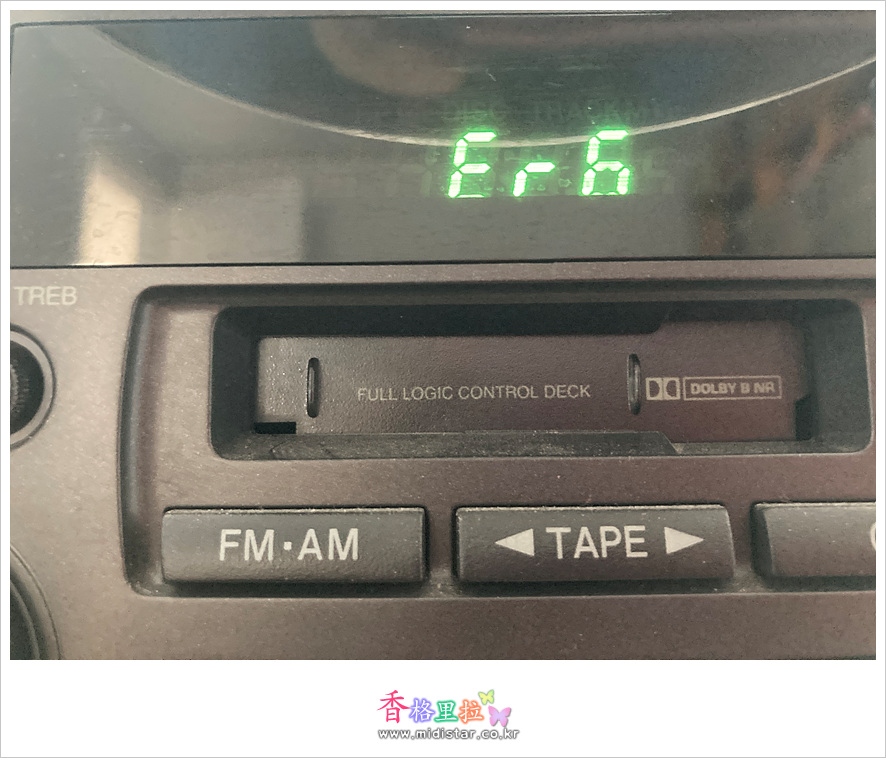 Er6
TREB
FULL LOGIC CONTROL DECK
DOLBY B NR
FM·AM
◀ TAPE ▶
香格里拉
www.midistar.co.kr